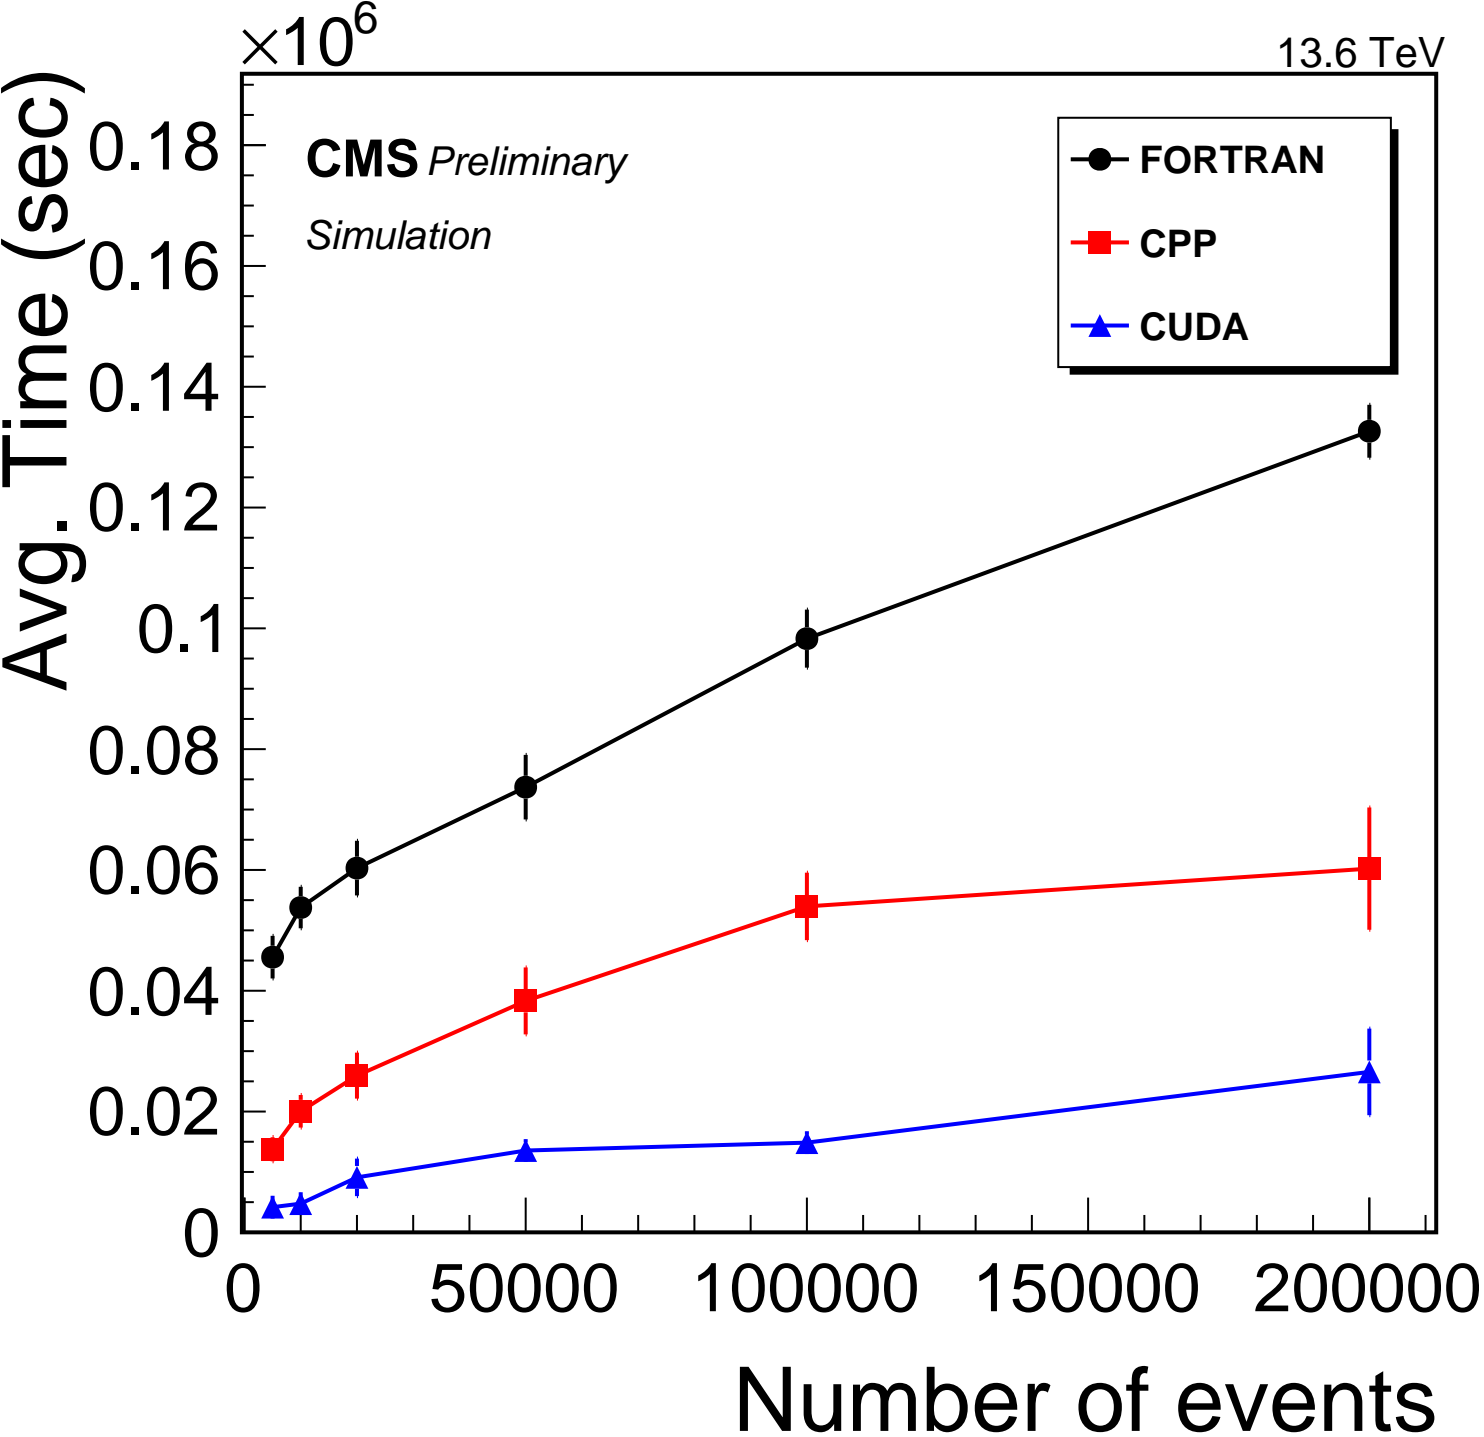 ×10⁶
13.6 TeV
Avg. Time (sec)
0.18
0.16
0.14
0.12
0.1
0.08
0.06
0.04
0.02
0
CMS Preliminary
Simulation
FORTRAN
CPP
CUDA
0 50000 100000 150000 200000
Number of events